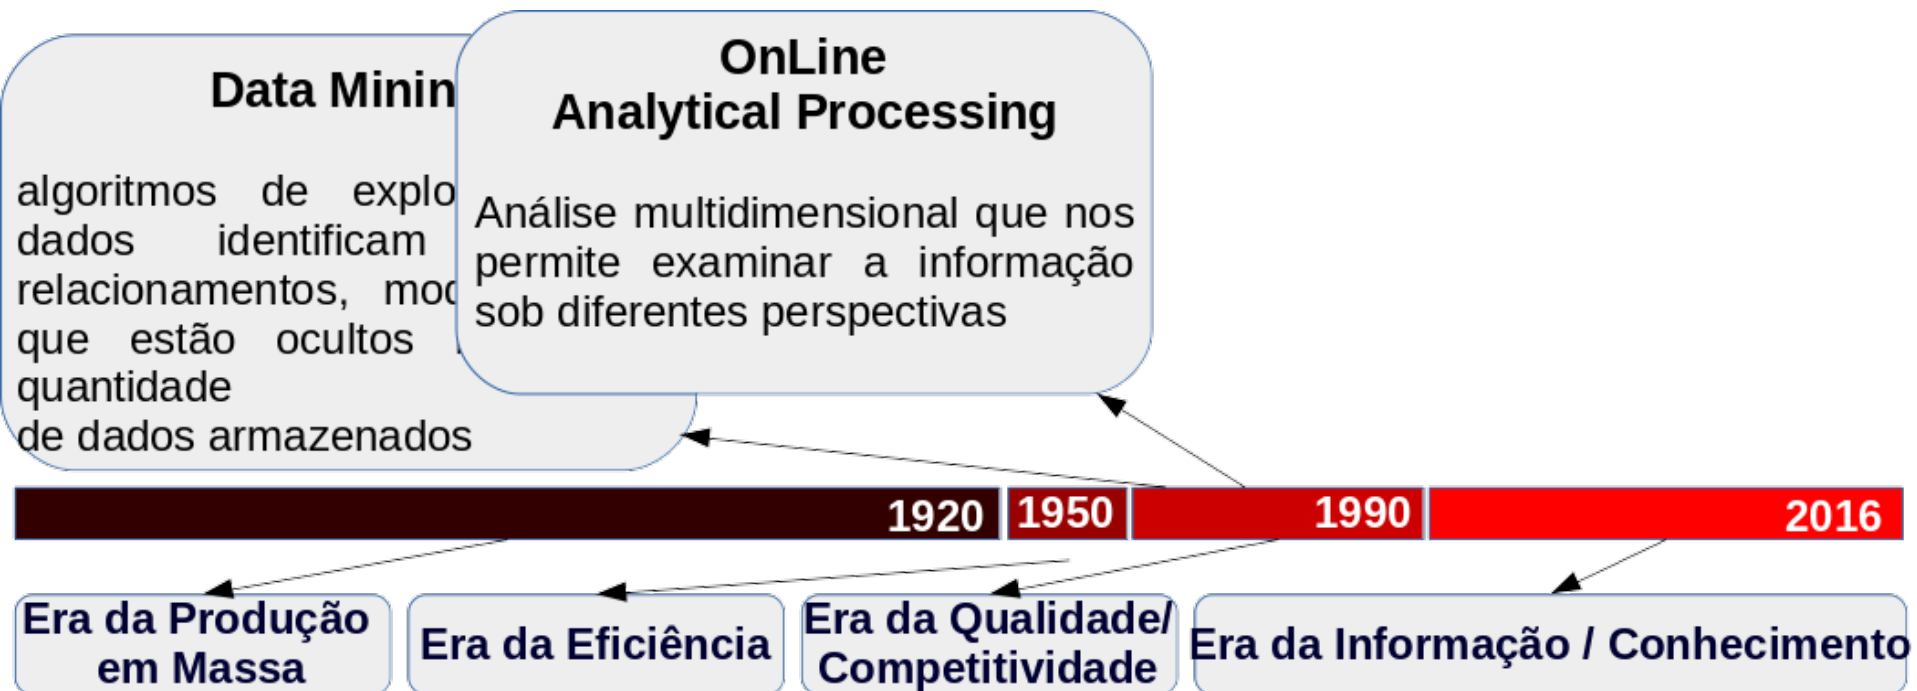 Data Minin
algoritmos de explo
dados identificam
relacionamentos, mod
que estão ocultos
quantidade
de dados armazenados
OnLine
Analytical Processing
Análise multidimensional que nos
permite examinar a informação
sob diferentes perspectivas
1920
1950
1990
2016
Era da Produção
em Massa
Era da Eficiência
Era da Qualidade/
Competitividade
Era da Informação / Conhecimento